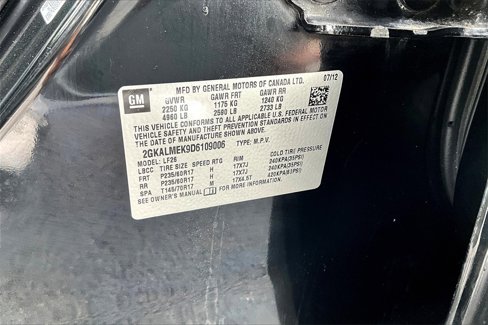 GM
MFD BY GENERAL MOTORS OF CANADA LTD.
07/12
GVWR GAWR FRT GAWR RR
2250 KG 1175 KG 1240 KG
4960 LB 2590 LB 2733 LB
THIS VEHICLE CONFORMS TO ALL APPLICABLE U.S. FEDERAL MOTOR
VEHICLE SAFETY AND THEFT PREVENTION STANDARDS IN EFFECT ON
THE DATE OF MANUFACTURE SHOWN ABOVE.
2GKALMEK9D6109006 TYPE: M.P.V.
MODEL: LF26
LBCC TIRE SIZE SPEED RTG RIM COLD TIRE PRESSURE
FRT P235/60R17 H 17X7J 240KPA(35PSI)
RR P235/60R17 H 17X7J 240KPA(35PSI)
SPA T145/70R17 M 17X4.5T 420KPA(60PSI)
SEE OWNER'S MANUAL FOR MORE INFORMATION.